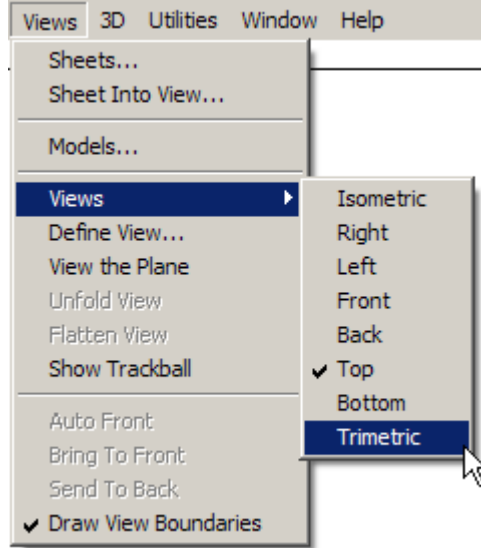 Views 3D Utilities Window Help
Sheets...
Sheet Into View...
Models...
Views
Define View...
View the Plane
Unfold View
Flatten View
Show Trackball
Auto Front
Bring To Front
Send To Back
Draw View Boundaries
Isometric
Right
Left
Front
Back
Top
Bottom
Trimetric